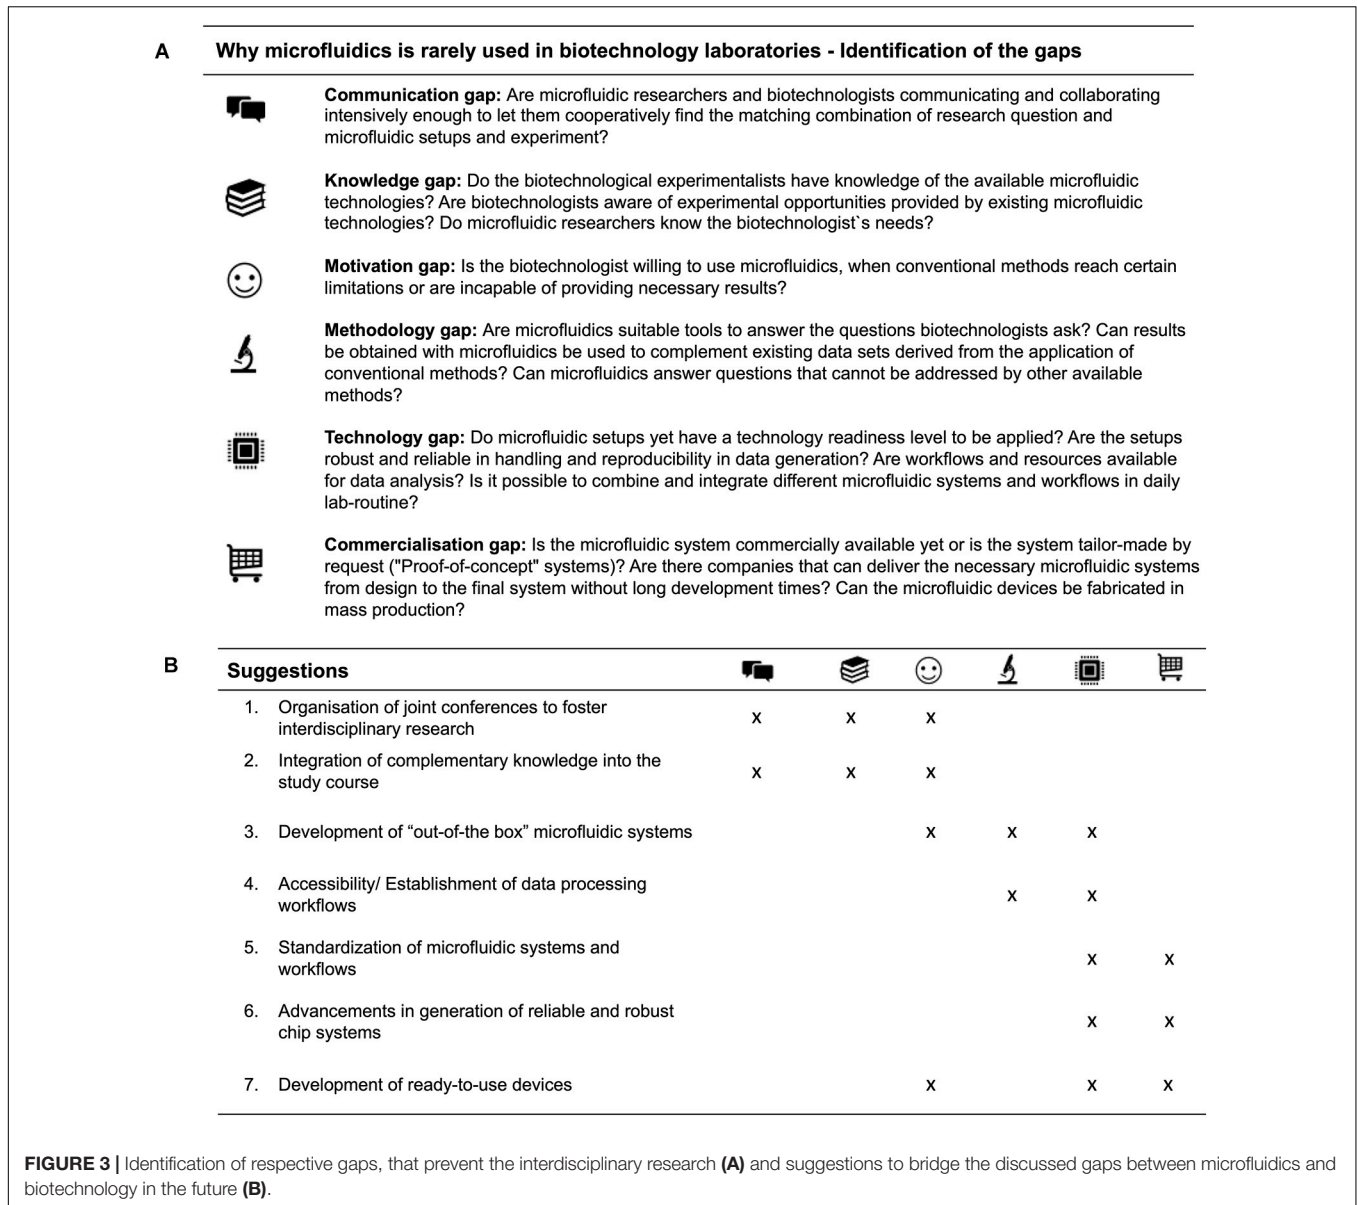 A
Why microfluidics is rarely used in biotechnology laboratories - Identification of the gaps
Communication gap: Are microfluidic researchers and biotechnologists communicating and collaborating
intensively enough to let them cooperatively find the matching combination of research question and
microfluidic setups and experiment?
Knowledge gap: Do the biotechnological experimentalists have knowledge of the available microfluidic
technologies? Are biotechnologists aware of experimental opportunities provided by existing microfluidic
technologies? Do microfluidic researchers know the biotechnologist`s needs?
Motivation gap: Is the biotechnologist willing to use microfluidics, when conventional methods reach certain
limitations or are incapable of providing necessary results?
Methodology gap: Are microfluidics suitable tools to answer the questions biotechnologists ask? Can results
be obtained with microfluidics be used to complement existing data sets derived from the application of
conventional methods? Can microfluidics answer questions that cannot be addressed by other available
methods?
Technology gap: Do microfluidic setups yet have a technology readiness level to be applied? Are the setups
robust and reliable in handling and reproducibility in data generation? Are workflows and resources available
for data analysis? Is it possible to combine and integrate different microfluidic systems and workflows in daily
lab-routine?
Commercialisation gap: Is the microfluidic system commercially available yet or is the system tailor-made by
request ("Proof-of-concept" systems)? Are there companies that can deliver the necessary microfluidic systems
from design to the final system without long development times? Can the microfluidic devices be fabricated in
mass production?
B
Suggestions
1. Organisation of joint conferences to foster
interdisciplinary research
x x x
2. Integration of complementary knowledge into the
study course
x x x
3. Development of “out-of-the box” microfluidic systems x x x
4. Accessibility/ Establishment of data processing
workflows
x x
5. Standardization of microfluidic systems and
workflows
x x
6. Advancements in generation of reliable and robust
chip systems
x x
7. Development of ready-to-use devices x x x
FIGURE 3 | Identification of respective gaps, that prevent the interdisciplinary research (A) and suggestions to bridge the discussed gaps between microfluidics and
biotechnology in the future (B).